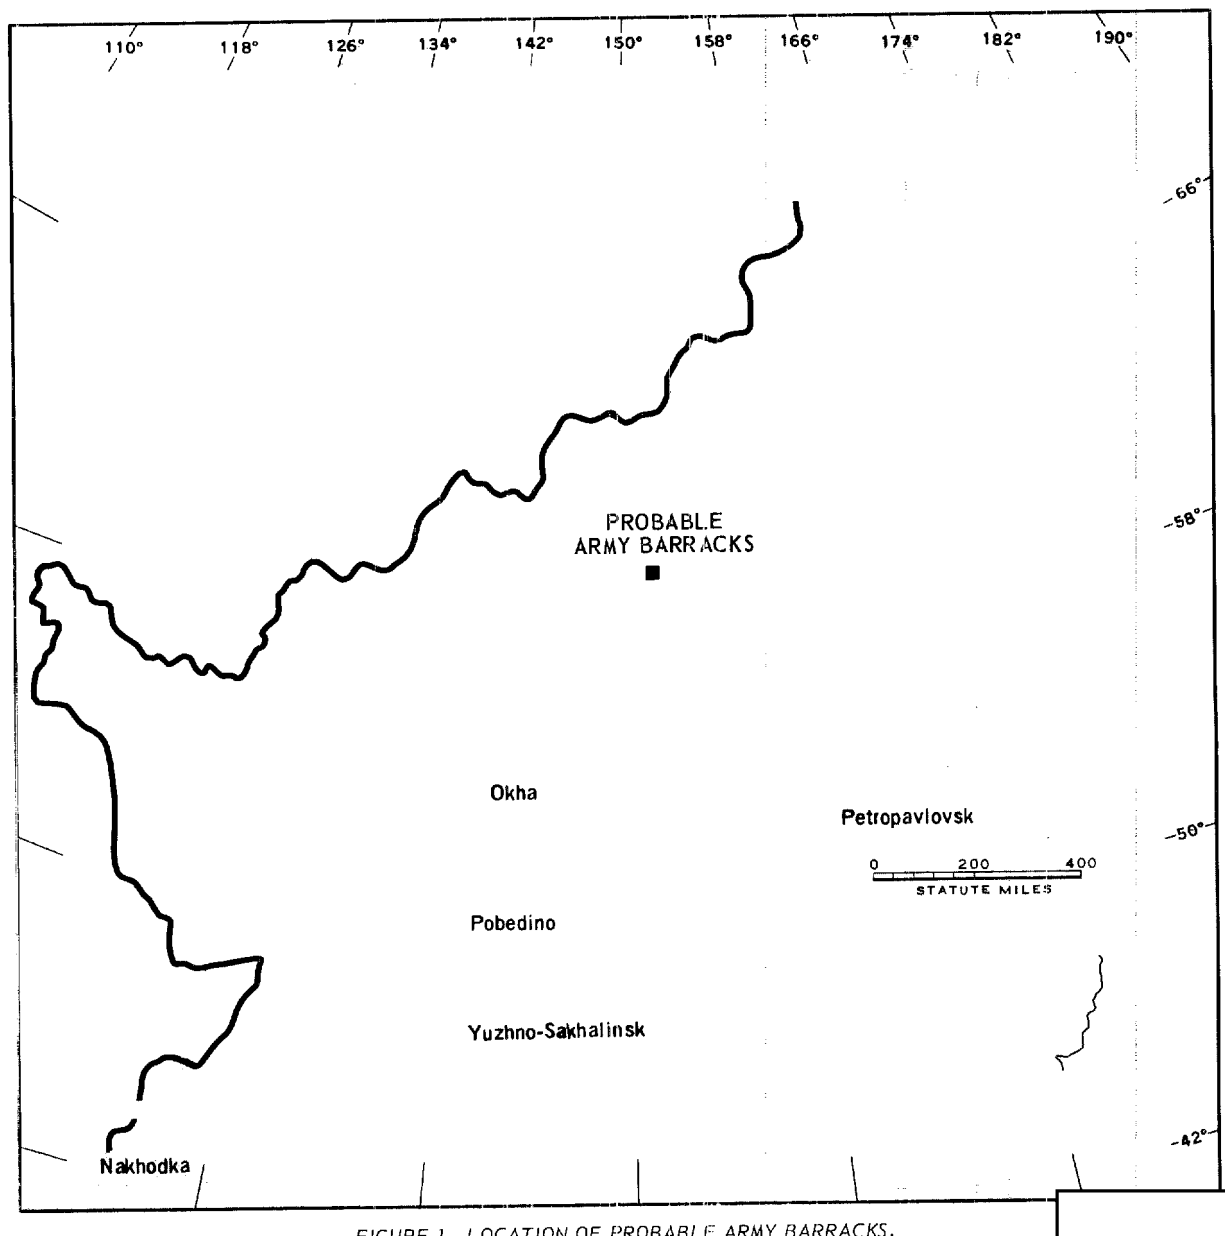 110° 118° 126° 134° 142° 150° 158° 166° 174° 182° 190°
66°
PROBABLE
ARMY BARRACKS
58°
Okha
Petropavlovsk
50°
0 200 400
STATUTE MILES
Pobedino
Yuzhno-Sakhalinsk
42°
Nakhodka
FIGURE 1. LOCATION OF PROBABLE ARMY BARRACKS.